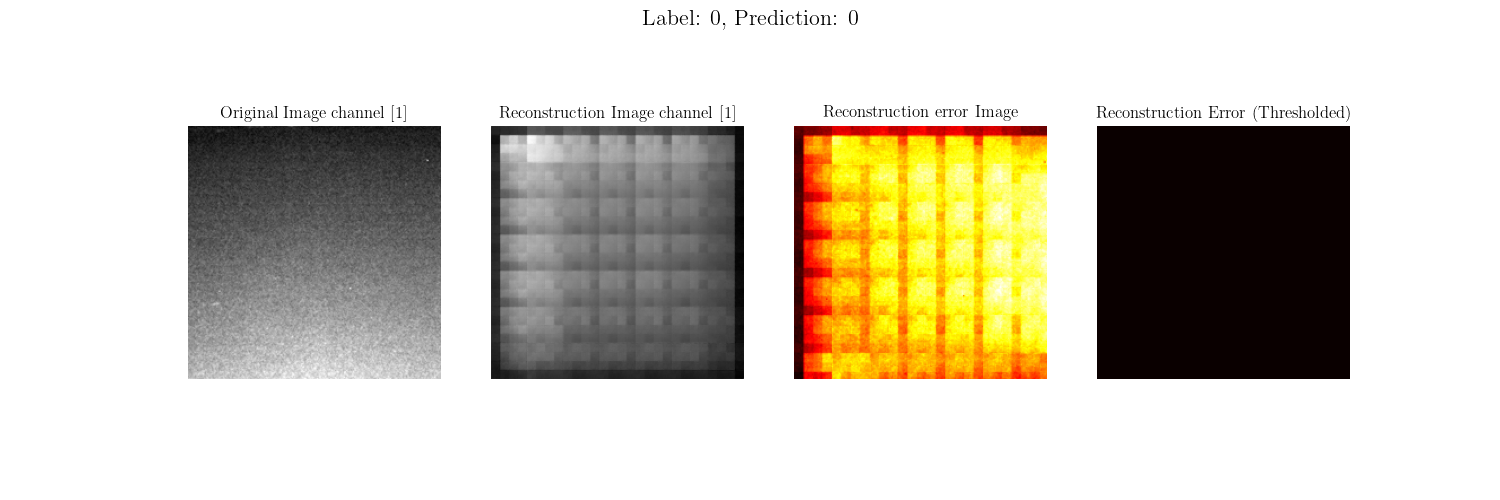 Label: 0, Prediction: 0
Original Image channel [1]
Reconstruction Image channel [1]
Reconstruction error Image
Reconstruction Error (Thresholded)